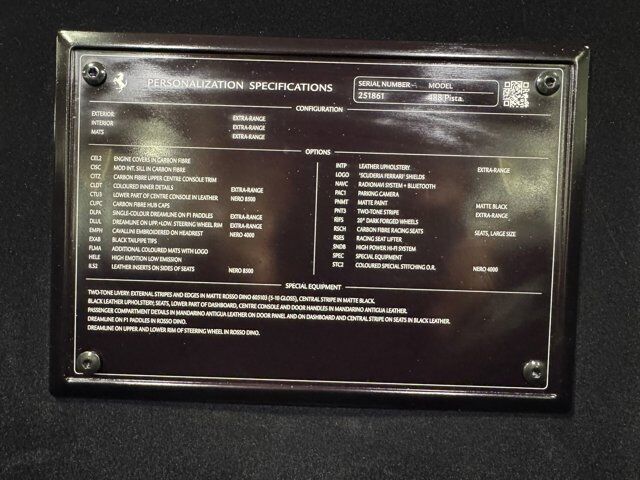 PERSONALIZATION SPECIFICATIONS
SERIAL NUMBER MODEL
251861 488 Pista
CONFIGURATION
EXTERIOR: EXTRA-RANGE
INTERIOR EXTRA-RANGE
MATS EXTRA-RANGE
OPTIONS
CEL2 ENGINE COVERS IN CARBON FIBRE
CISC MOD INT. SILL IN CARBON FIBRE
CITZ CARBON FIBRE UPPER CENTRE CONSOLE TRIM
CLDT COLOURED INNER DETAILS EXTRA-RANGE
CTU3 LOWER PART OF CENTRE CONSOLE IN LEATHER NERO 8500
CUPC CARBON FIBRE HUB CAPS
DLPA SINGLE-COLOUR DREAMLINE ON F1 PADDLES EXTRA-RANGE
DLUL DREAMLINE ON UPP.+LOW. STEERING WHEEL RIM EXTRA-RANGE
EMPH CAVALLINI EMBROIDERED ON HEADREST NERO 4000
EXAB BLACK TAILPIPE TIPS
FLMA ADDITIONAL COLOURED MATS WITH LOGO
HELE HIGH EMOTION LOW EMISSION
ILS2 LEATHER INSERTS ON SIDES OF SEATS NERO 8500
INTP LEATHER UPHOLSTERY EXTRA-RANGE
LOGO "SCUDERIA FERRARI" SHIELDS
NAVC RADIONAVI SYSTEM + BLUETOOTH
PAC1 PARKING CAMERA
PNMT MATTE PAINT MATTE BLACK
PNT3 TWO-TONE STRIPE EXTRA-RANGE
REFS 20" DARK FORGED WHEELS
RSCH CARBON FIBRE RACING SEATS SEATS, LARGE SIZE
RSES RACING SEAT LIFTER
SNDB HIGH POWER HI-FI SYSTEM
SPEC SPECIAL EQUIPMENT
STC2 COLOURED SPECIAL STITCHING O.R. NERO 4000
SPECIAL EQUIPMENT
TWO-TONE LIVERY: EXTERNAL STRIPES AND EDGES IN MATTE ROSSO DINO 605103 (5-10 GLOSS), CENTRAL STRIPE IN MATTE BLACK.
BLACK LEATHER UPHOLSTERY; SEATS, LOWER PART OF DASHBOARD, CENTRE CONSOLE AND DOOR HANDLES IN MANDARINO ANTIGUA LEATHER.
PASSENGER COMPARTMENT DETAILS IN MANDARINO ANTIGUA LEATHER ON DOOR PANEL AND ON DASHBOARD AND CENTRAL STRIPE ON SEATS IN BLACK LEATHER.
DREAMLINE ON F1 PADDLES IN ROSSO DINO.
DREAMLINE ON UPPER AND LOWER RIM OF STEERING WHEEL IN ROSSO DINO.